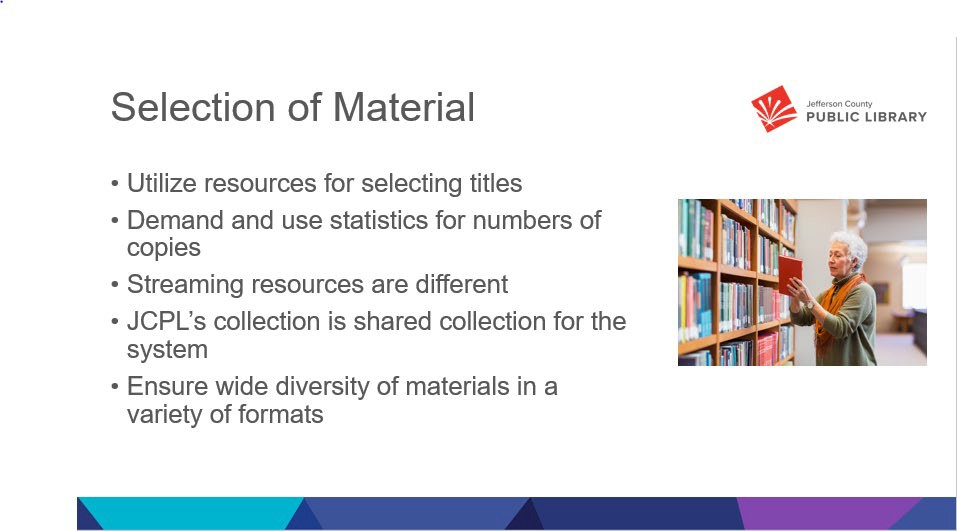 Selection of Material
Jefferson County
PUBLIC LIBRARY
• Utilize resources for selecting titles
• Demand and use statistics for numbers of
copies
• Streaming resources are different
• JCPL’s collection is shared collection for the
system
• Ensure wide diversity of materials in a
variety of formats